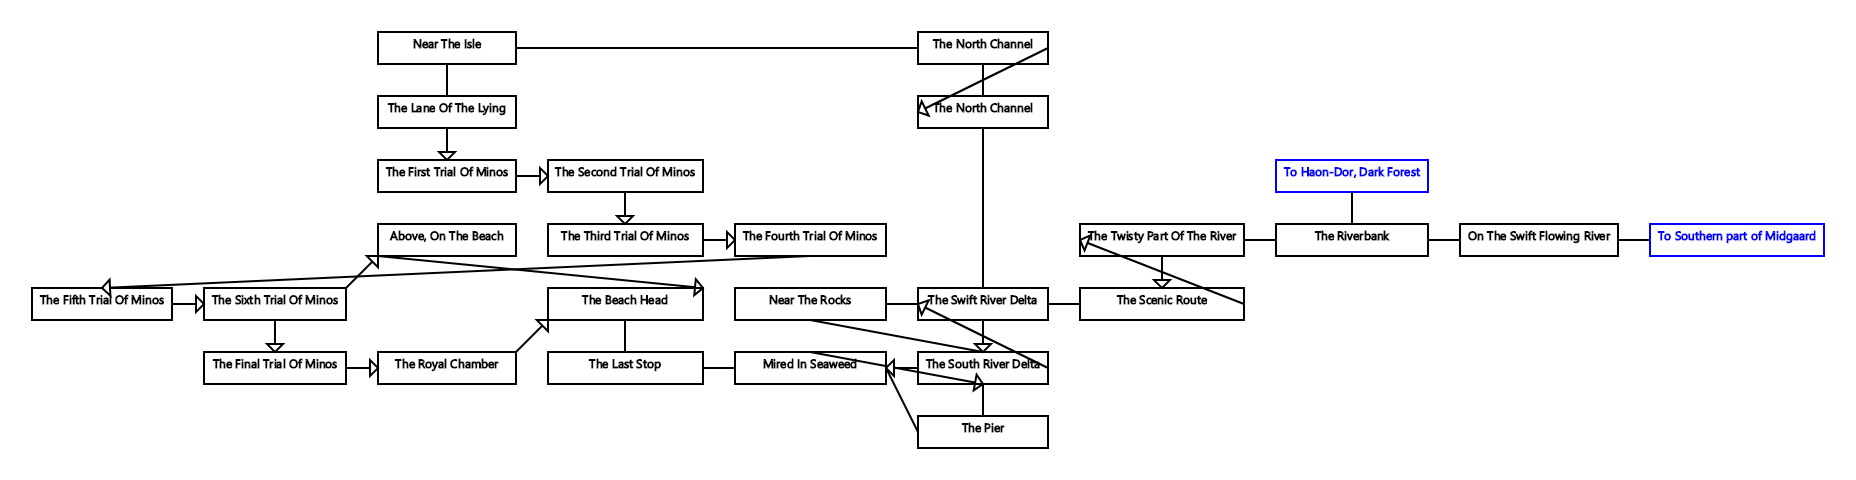 Near The Isle
The North Channel
The Lane Of The Lying
The North Channel
The First Trial Of Minos
The Second Trial Of Minos
To Haon-Dor, Dark Forest
Above, On The Beach
The Third Trial Of Minos
The Fourth Trial Of Minos
The Twisty Part Of The River
The Riverbank
On The Swift Flowing River
To Southern part of Midgaard
The Fifth Trial Of Minos
The Sixth Trial Of Minos
The Beach Head
Near The Rocks
The Swift River Delta
The Scenic Route
The Final Trial Of Minos
The Royal Chamber
The Last Stop
Mired In Seaweed
The South River Delta
The Pier